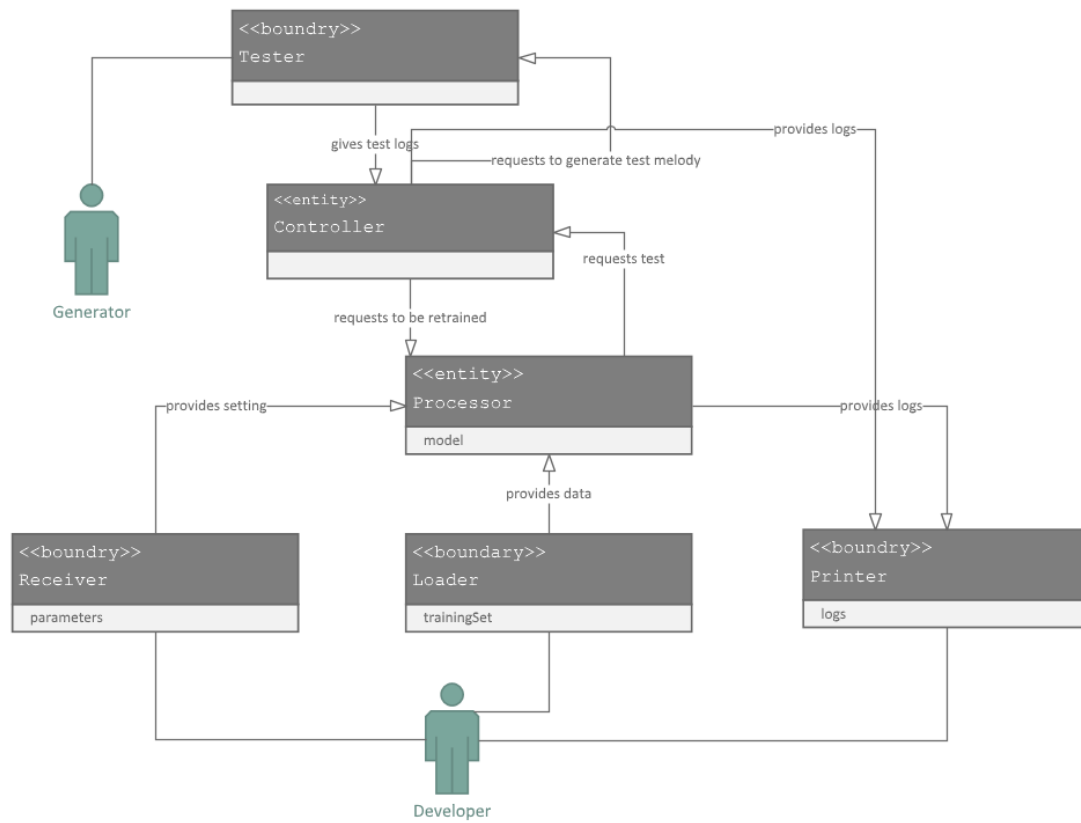 <<boundry>>
Tester
gives test logs
provides logs
requests to generate test melody
<<entity>>
Controller
requests test
Generator
requests to be retrained
<<entity>>
Processor
model
provides setting
provides logs
provides data
<<boundry>>
Receiver
parameters
<<boundary>>
Loader
trainingSet
<<boundry>>
Printer
logs
Developer